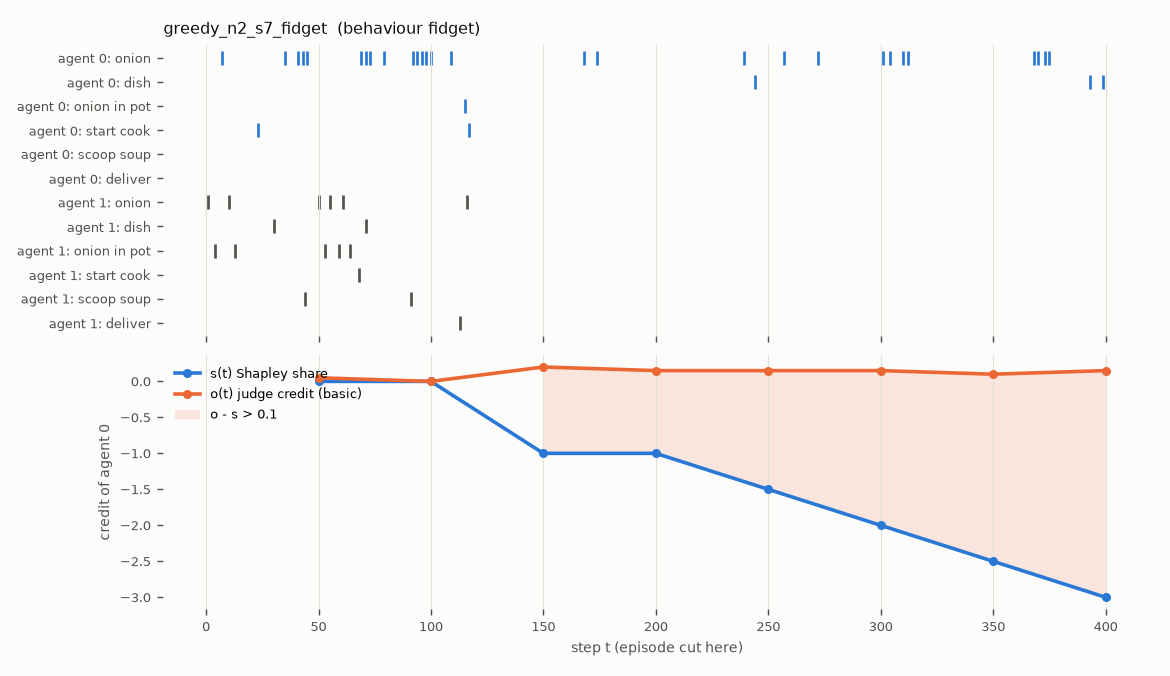 greedy_n2_s7_fidget  (behaviour fidget)
agent 0: onion
agent 0: dish
agent 0: onion in pot
agent 0: start cook
agent 0: scoop soup
agent 0: deliver
agent 1: onion
agent 1: dish
agent 1: onion in pot
agent 1: start cook
agent 1: scoop soup
agent 1: deliver
s(t) Shapley share
o(t) judge credit (basic)
o - s > 0.1
credit of agent 0
0.0
−0.5
−1.0
−1.5
−2.0
−2.5
−3.0
0 50 100 150 200 250 300 350 400
step t (episode cut here)